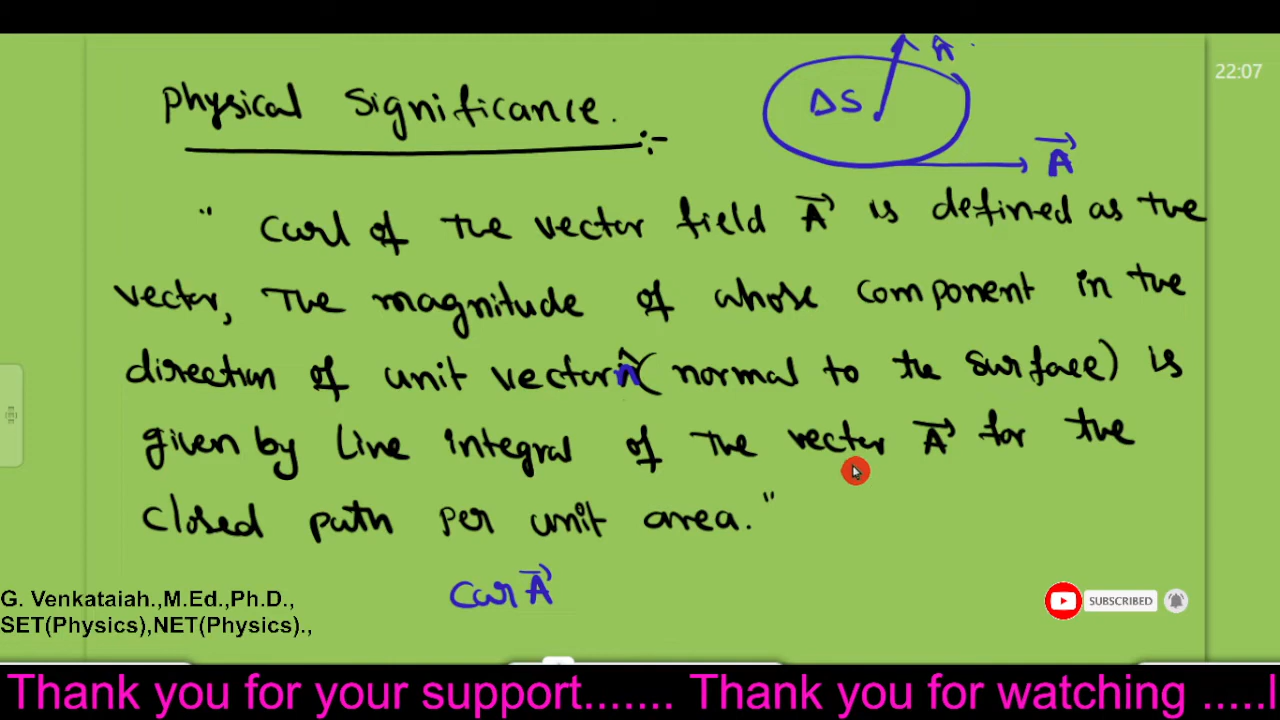 Physical Significance.
ΔS
n̂
22:07
A⃗
" Curl of the vector field A⃗ is defined as the
vector, The magnitude of whose component in the
direction of unit vector n̂ (normal to the surface) is
given by Line integral of the vector A⃗ for the
closed path per unit area."
Cur A⃗
G. Venkataiah.,M.Ed.,Ph.D.,
SET(Physics),NET(Physics).,
SUBSCRIBED
Thank you for your support....... Thank you for watching .....I